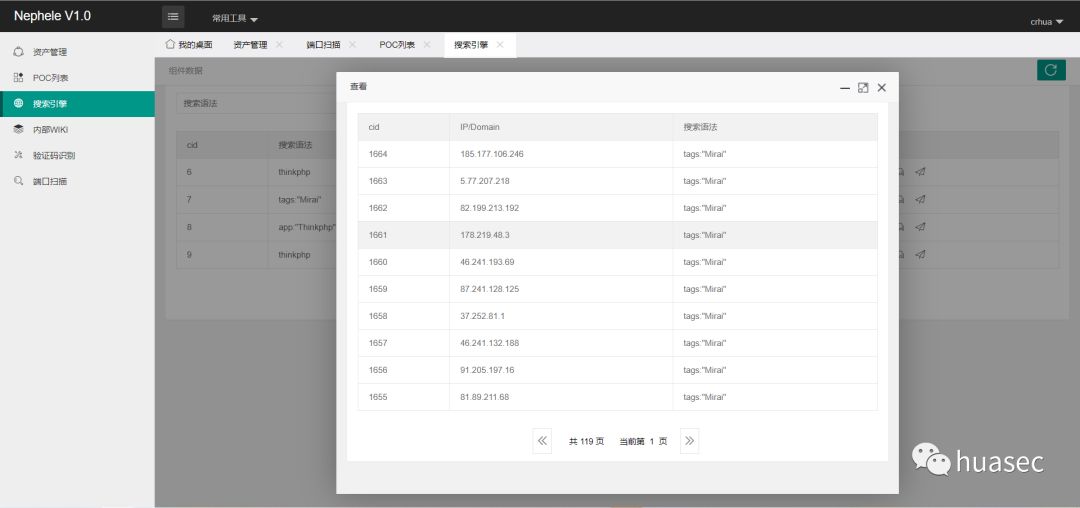 Nephele V1.0
常用工具
crhua
资产管理
POC列表
搜索引擎
内部WIKI
验证码识别
端口扫描
我的桌面 资产管理 端口扫描 POC列表 搜索引擎
组件数据
搜索语法
cid 搜索语法
6 thinkphp
7 tags:"Mirai"
8 app:"Thinkphp"
9 thinkphp
查看
cid IP/Domain 搜索语法
1664 185.177.106.246 tags:"Mirai"
1663 5.77.207.218 tags:"Mirai"
1662 82.199.213.192 tags:"Mirai"
1661 178.219.48.3 tags:"Mirai"
1660 46.241.193.69 tags:"Mirai"
1659 87.241.128.125 tags:"Mirai"
1658 37.252.81.1 tags:"Mirai"
1657 46.241.132.188 tags:"Mirai"
1656 91.205.197.16 tags:"Mirai"
1655 81.89.211.68 tags:"Mirai"
共 119 页 当前第 1 页
huasec